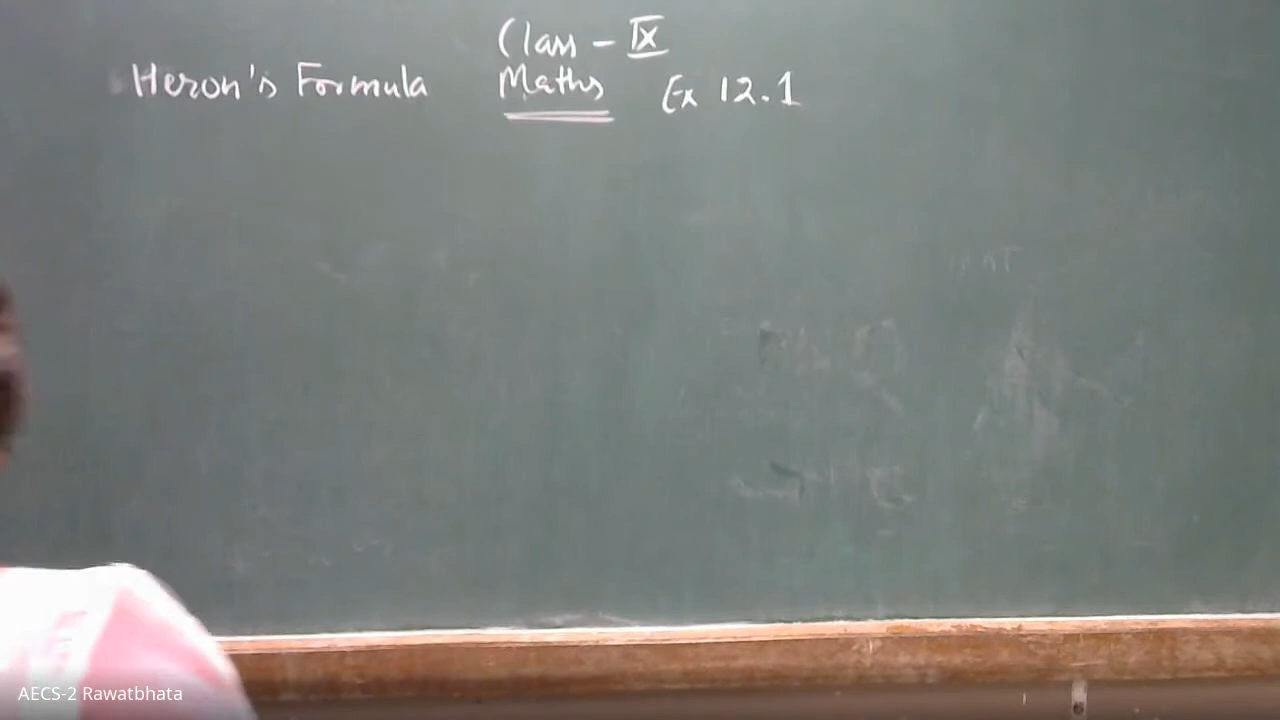 Class - IX
Heron's Formula Maths Ex 12.1
AECS-2 Rawatbhata